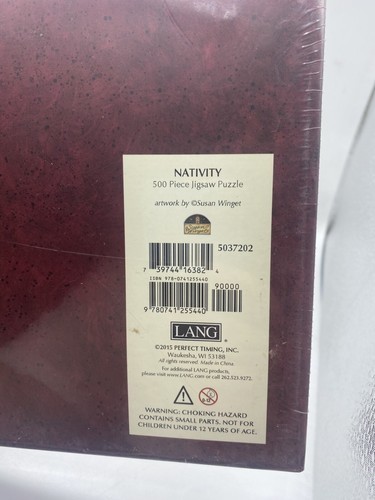 NATIVITY
500 Piece Jigsaw Puzzle
artwork by ©Susan Winget
5037202
7 39744 16382 4
ISBN 978-0741255440
90000
9 780741 255440
LANG
©2015 PERFECT TIMING, INC.
Waukesha, WI 53188
All rights reserved. Made in China
For additional LANG products,
please visit www.LANG.com or call 262.523.9272.
WARNING: CHOKING HAZARD
CONTAINS SMALL PARTS. NOT FOR
CHILDREN UNDER 12 YEARS OF AGE.